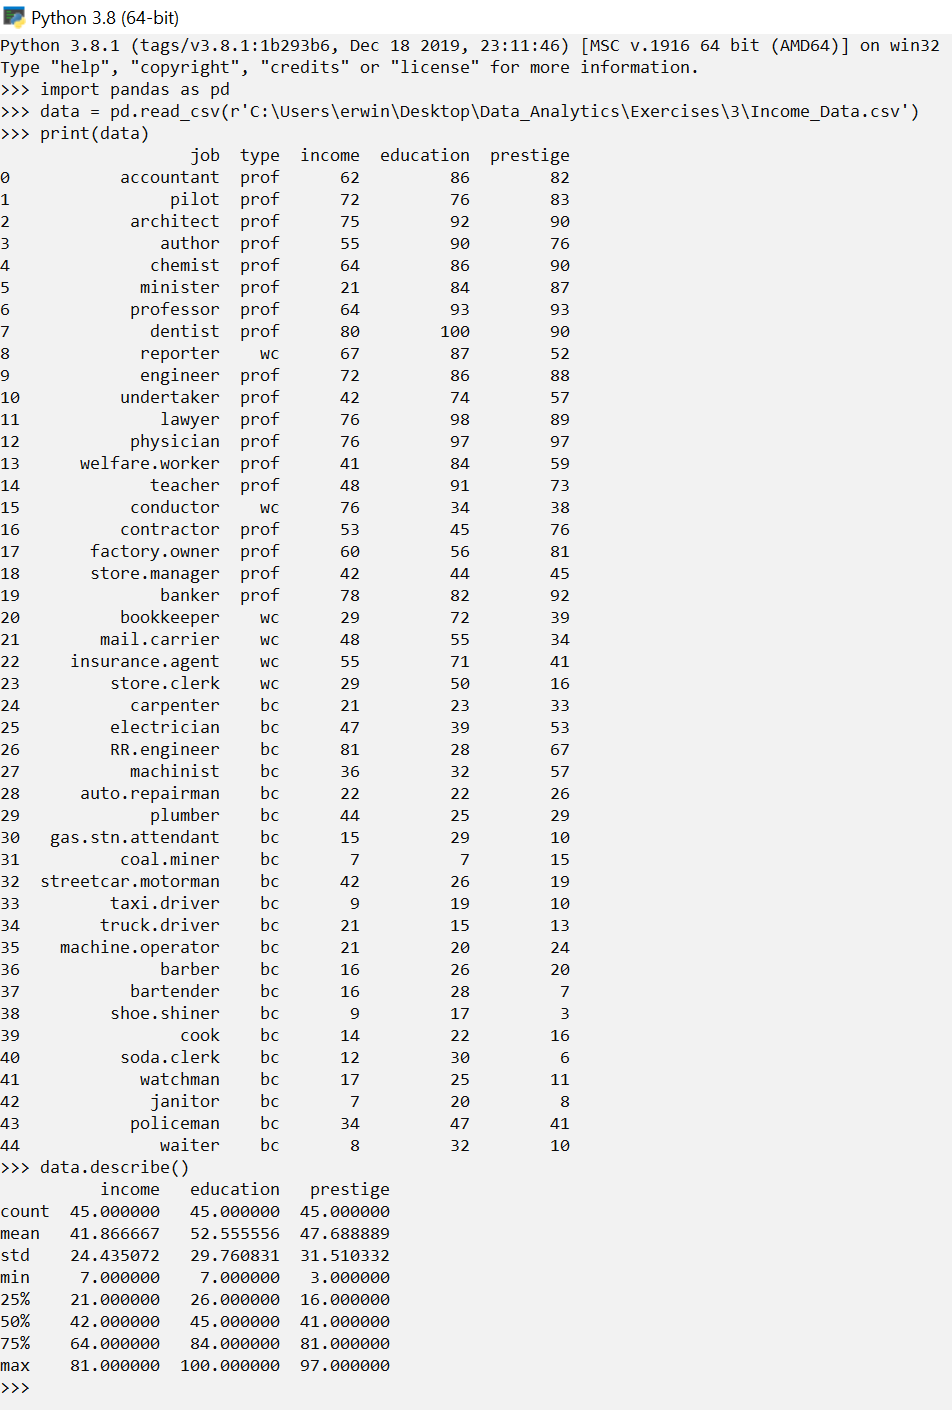 Python 3.8 (64-bit)
Python 3.8.1 (tags/v3.8.1:1b293b6, Dec 18 2019, 23:11:46) [MSC v.1916 64 bit (AMD64)] on win32
Type "help", "copyright", "credits" or "license" for more information.
>>> import pandas as pd
>>> data = pd.read_csv(r'C:\Users\erwin\Desktop\Data_Analytics\Exercises\3\Income_Data.csv')
>>> print(data)
                   job  type  income  education  prestige
0           accountant  prof      62         86        82
1                pilot  prof      72         76        83
2            architect  prof      75         92        90
3               author  prof      55         90        76
4              chemist  prof      64         86        90
5             minister  prof      21         84        87
6            professor  prof      64         93        93
7              dentist  prof      80        100        90
8             reporter    wc      67         87        52
9             engineer  prof      72         86        88
10          undertaker  prof      42         74        57
11              lawyer  prof      76         98        89
12           physician  prof      76         97        97
13      welfare.worker  prof      41         84        59
14             teacher  prof      48         91        73
15           conductor    wc      76         34        38
16          contractor  prof      53         45        76
17       factory.owner  prof      60         56        81
18       store.manager  prof      42         44        45
19              banker  prof      78         82        92
20          bookkeeper    wc      29         72        39
21        mail.carrier    wc      48         55        34
22     insurance.agent    wc      55         71        41
23         store.clerk    wc      29         50        16
24           carpenter    bc      21         23        33
25         electrician    bc      47         39        53
26         RR.engineer    bc      81         28        67
27           machinist    bc      36         32        57
28      auto.repairman    bc      22         22        26
29             plumber    bc      44         25        29
30   gas.stn.attendant    bc      15         29        10
31          coal.miner    bc       7          7        15
32  streetcar.motorman    bc      42         26        19
33         taxi.driver    bc       9         19        10
34        truck.driver    bc      21         15        13
35    machine.operator    bc      21         20        24
36              barber    bc      16         26        20
37           bartender    bc      16         28         7
38         shoe.shiner    bc       9         17         3
39                cook    bc      14         22        16
40          soda.clerk    bc      12         30         6
41            watchman    bc      17         25        11
42             janitor    bc       7         20         8
43           policeman    bc      34         47        41
44              waiter    bc       8         32        10
>>> data.describe()
          income   education   prestige
count  45.000000   45.000000  45.000000
mean   41.866667   52.555556  47.688889
std    24.435072   29.760831  31.510332
min     7.000000    7.000000   3.000000
25%    21.000000   26.000000  16.000000
50%    42.000000   45.000000  41.000000
75%    64.000000   84.000000  81.000000
max    81.000000  100.000000  97.000000
>>>